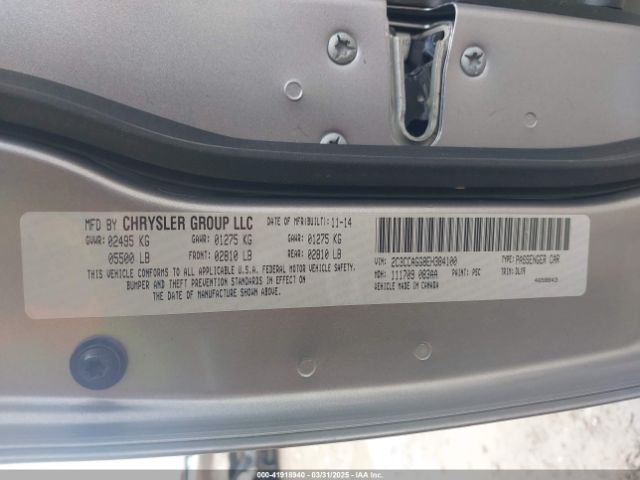 MFD BY CHRYSLER GROUP LLC DATE OF MFR(BUILT): 11-14
GVWR: 02495 KG GAWR: 01275 KG GAWR: 01275 KG
05500 LB FRONT: 02810 LB REAR: 02810 LB
THIS VEHICLE CONFORMS TO ALL APPLICABLE U.S.A. FEDERAL MOTOR VEHICLE SAFETY,
BUMPER AND THEFT PREVENTION STANDARDS IN EFFECT ON
THE DATE OF MANUFACTURE SHOWN ABOVE.
VIN: 2C3CCAGG8EH384100 TYPE: PASSENGER CAR
MDH: 111709 083AA PAINT: PSC TRIM: DLX9
VEHICLE MADE IN CANADA
000-41918940 - 03/31/2025 - © IAA, Inc.